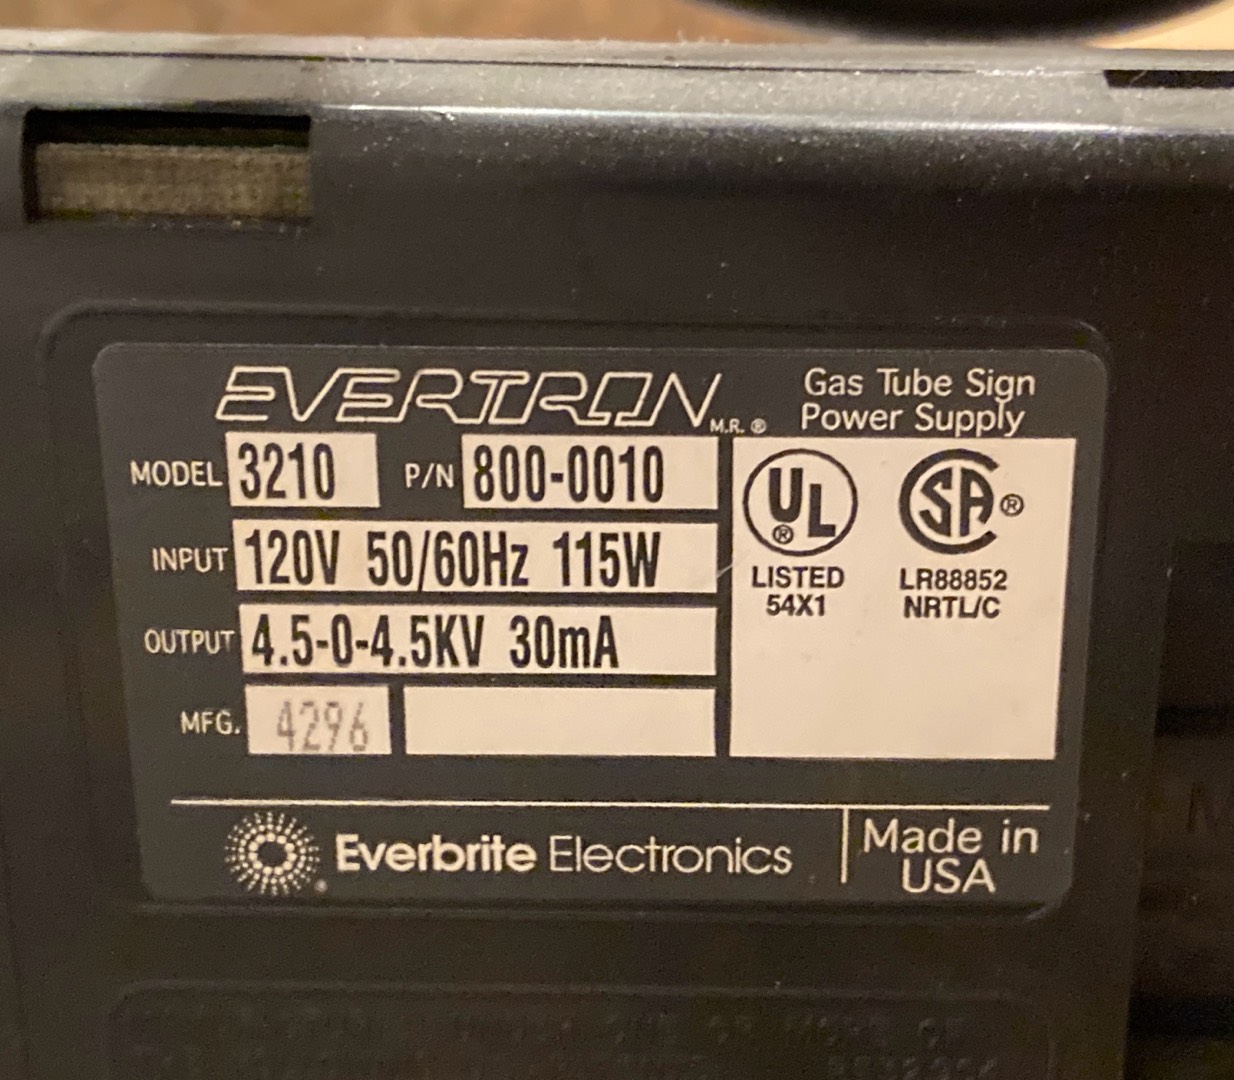 EVERTRON M.R. ®
Gas Tube Sign
Power Supply
MODEL 3210 P/N 800-0010
INPUT 120V 50/60Hz 115W
OUTPUT 4.5-0-4.5KV 30mA
MFG. 4296
UL ®
LISTED
54X1
SA ®
LR88852
NRTL/C
Everbrite Electronics
Made in
USA